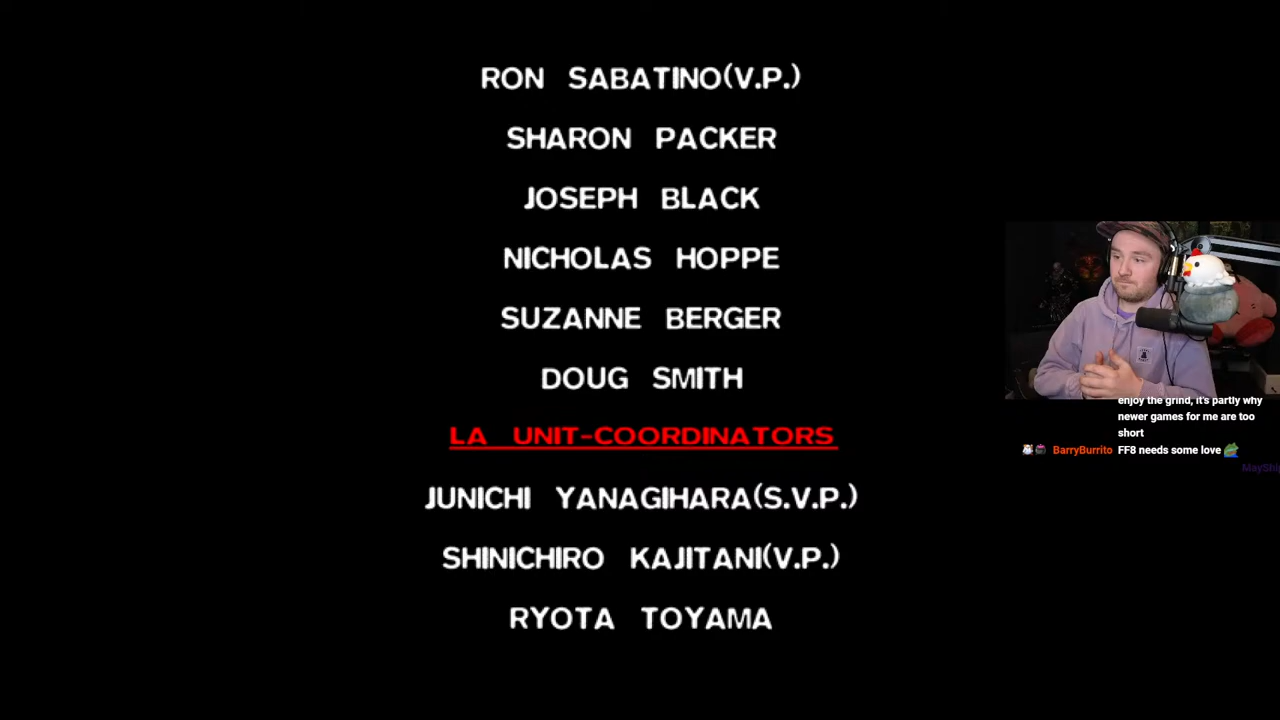 RON SABATINO(V.P.)
SHARON PACKER
JOSEPH BLACK
NICHOLAS HOPPE
SUZANNE BERGER
DOUG SMITH
LA UNIT-COORDINATORS
JUNICHI YANAGIHARA(S.V.P.)
SHINICHIRO KAJITANI(V.P.)
RYOTA TOYAMA
enjoy the grind, it's partly why
newer games for me are too
short
BarryBurrito FF8 needs some love